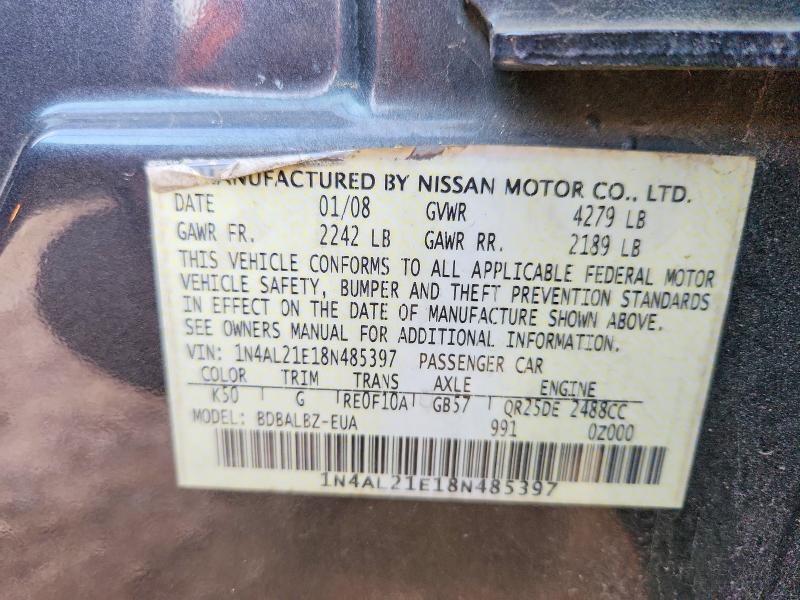 MANUFACTURED BY NISSAN MOTOR CO., LTD.
DATE 01/08 GVWR 4279 LB
GAWR FR. 2242 LB GAWR RR. 2189 LB
THIS VEHICLE CONFORMS TO ALL APPLICABLE FEDERAL MOTOR
VEHICLE SAFETY, BUMPER AND THEFT PREVENTION STANDARDS
IN EFFECT ON THE DATE OF MANUFACTURE SHOWN ABOVE.
SEE OWNERS MANUAL FOR ADDITIONAL INFORMATION.
VIN: 1N4AL21E18N485397 PASSENGER CAR
COLOR TRIM TRANS AXLE ENGINE
K50 G RE0F10A GB57 QR25DE 2488CC
MODEL: BDBALBZ-EUA 991 0Z000
1N4AL21E18N485397